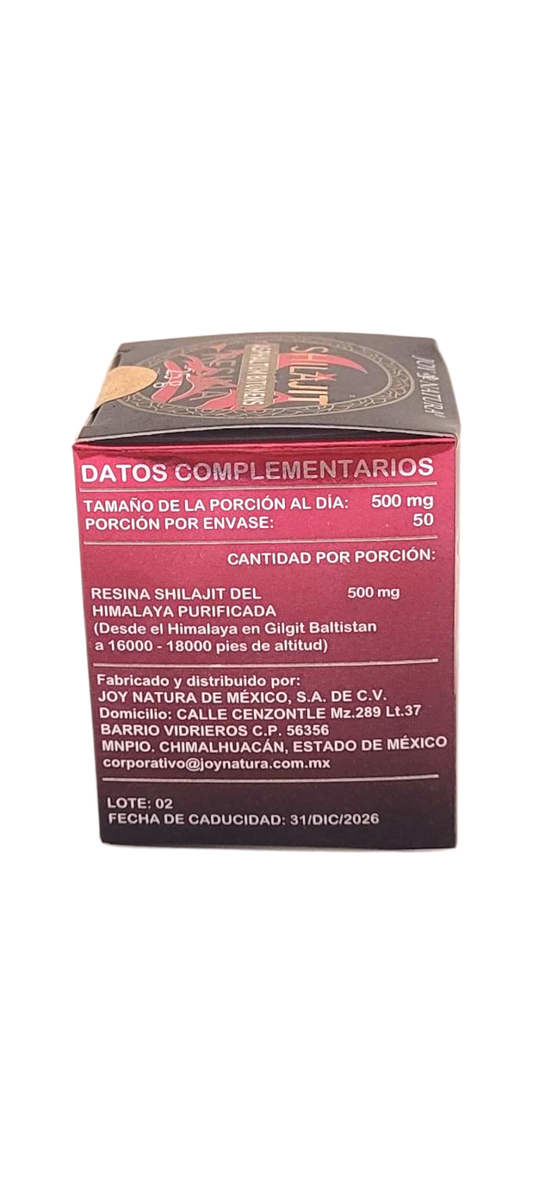 SHILAJIT
JOY NATURA
DATOS COMPLEMENTARIOS
TAMAÑO DE LA PORCIÓN AL DÍA: 500 mg
PORCIÓN POR ENVASE: 50
CANTIDAD POR PORCIÓN:
RESINA SHILAJIT DEL 500 mg
HIMALAYA PURIFICADA
(Desde el Himalaya en Gilgit Baltistan
a 16000 - 18000 pies de altitud)
Fabricado y distribuido por:
JOY NATURA DE MÉXICO, S.A. DE C.V.
Domicilio: CALLE CENZONTLE Mz.289 Lt.37
BARRIO VIDRIEROS C.P. 56356
MNPIO. CHIMALHUACÁN, ESTADO DE MÉXICO
corporativo@joynatura.com.mx
LOTE: 02
FECHA DE CADUCIDAD: 31/DIC/2026